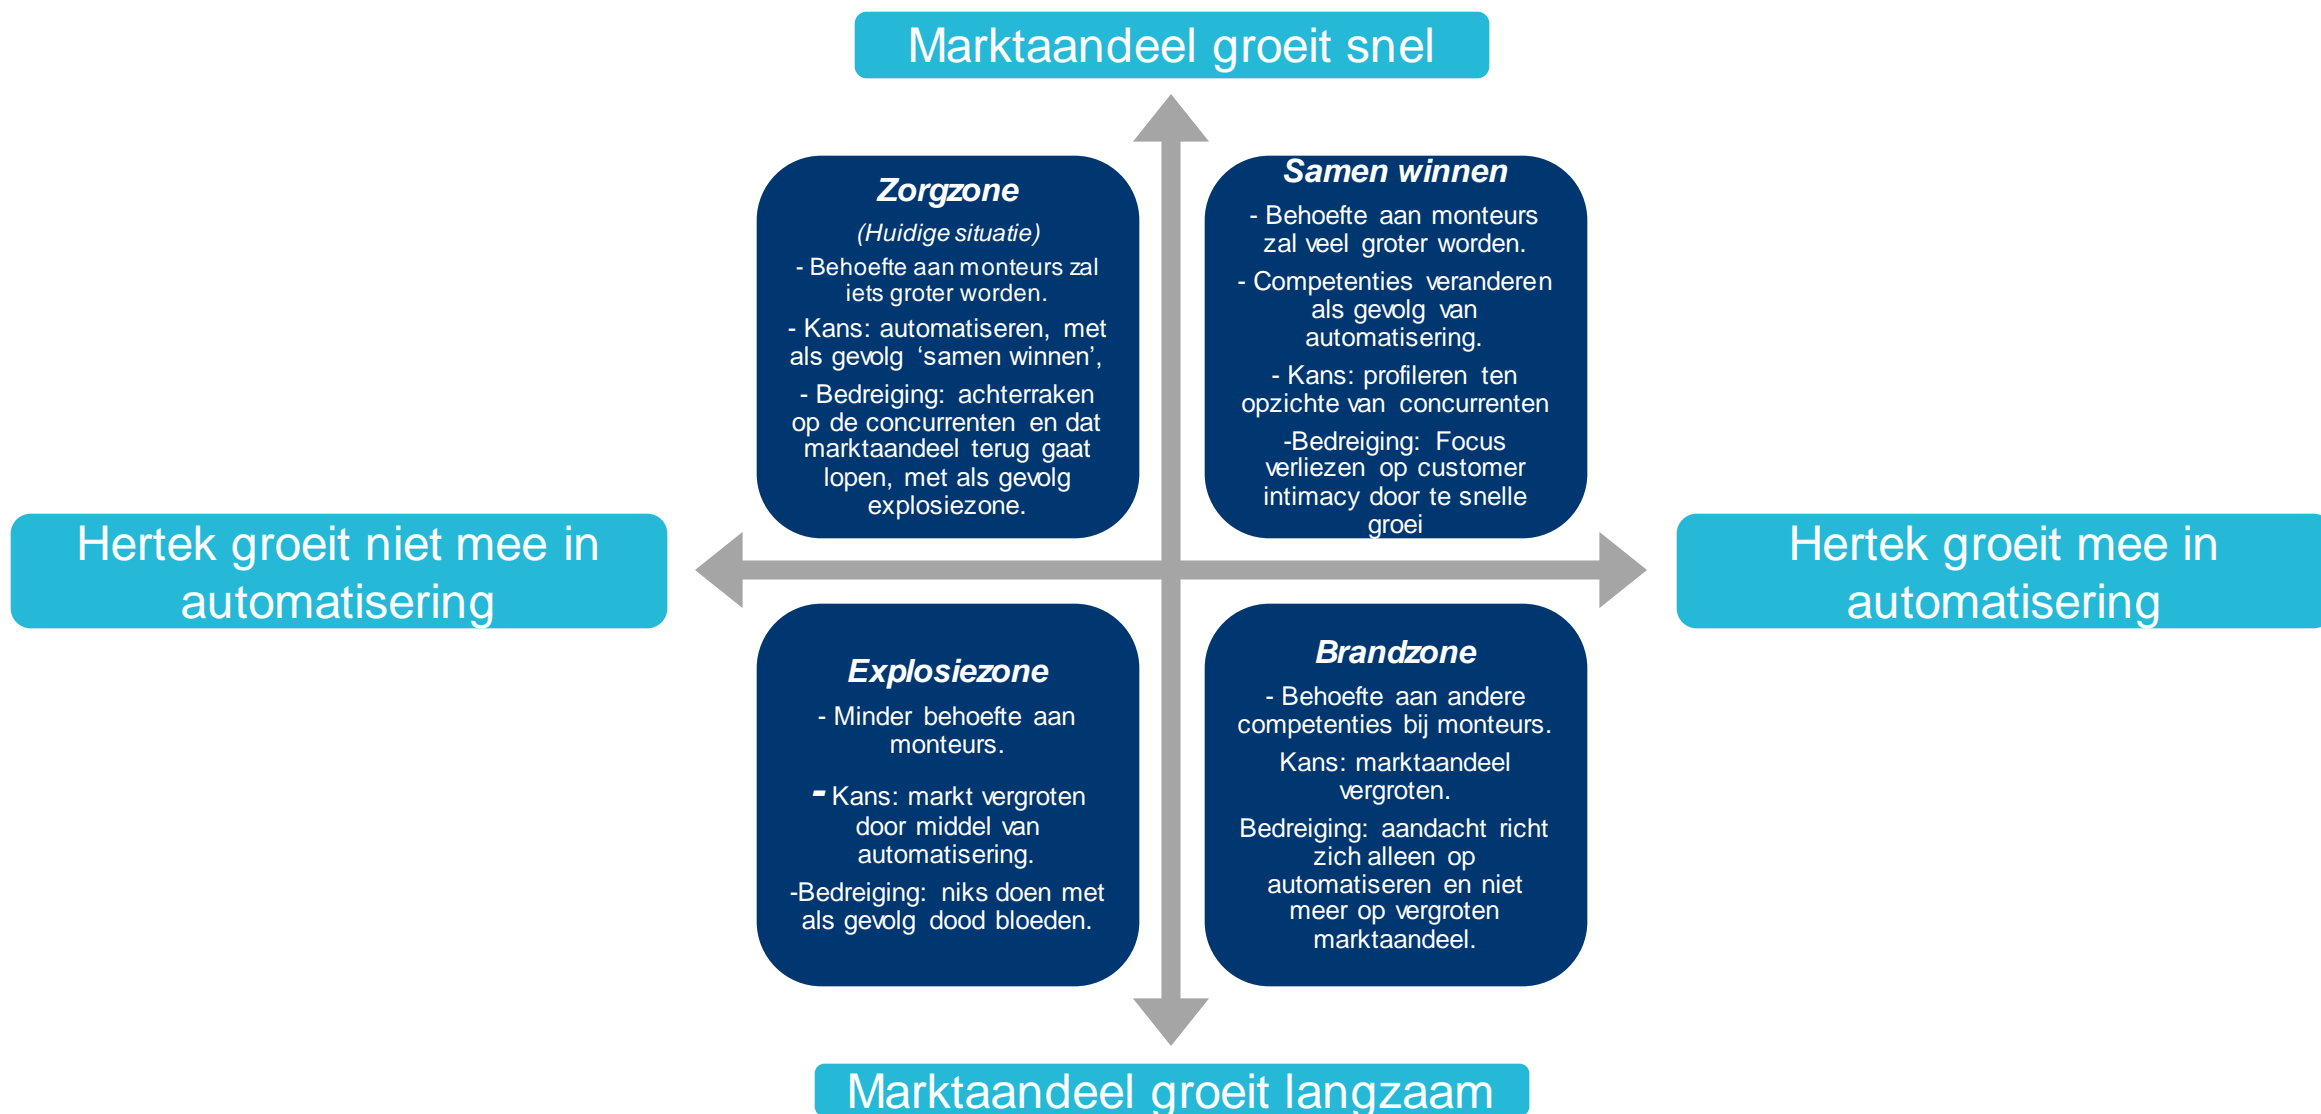 Marktaandeel groeit snel
Zorgzone
(Huidige situatie)
- Behoefte aan monteurs zal
iets groter worden.
- Kans: automatiseren, met
als gevolg ‘samen winnen’,
- Bedreiging: achterraken
op de concurrenten en dat
marktaandeel terug gaat
lopen, met als gevolg
explosiezone.
Samen winnen
- Behoefte aan monteurs
zal veel groter worden.
- Competenties veranderen
als gevolg van
automatisering.
- Kans: profileren ten
opzichte van concurrenten
-Bedreiging: Focus
verliezen op customer
intimacy door te snelle
groei
Hertek groeit niet mee in
automatisering
Hertek groeit mee in
automatisering
Explosiezone
- Minder behoefte aan
monteurs.
- Kans: markt vergroten
door middel van
automatisering.
-Bedreiging: niks doen met
als gevolg dood bloeden.
Brandzone
- Behoefte aan andere
competenties bij monteurs.
Kans: marktaandeel
vergroten.
Bedreiging: aandacht richt
zich alleen op
automatiseren en niet
meer op vergroten
marktaandeel.
Marktaandeel groeit langzaam